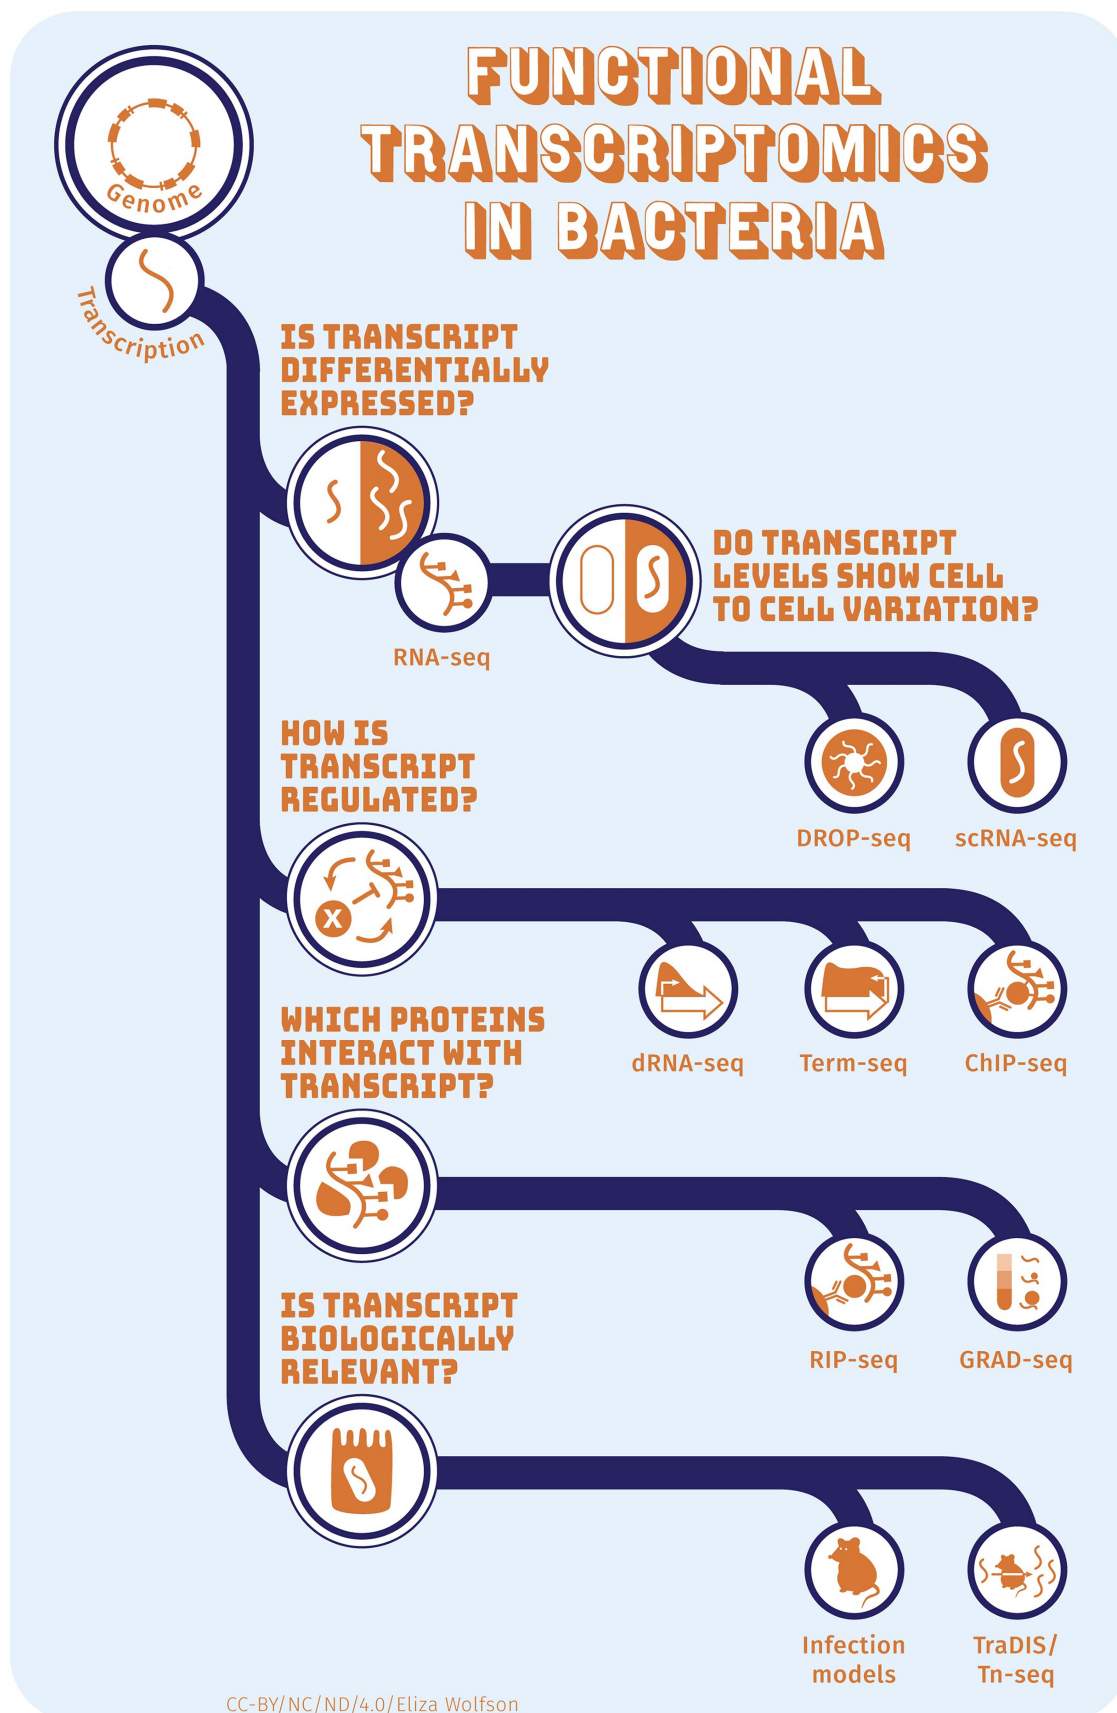 FUNCTIONAL
TRANSCRIPTOMICS
IN BACTERIA
Genome
Transcription
IS TRANSCRIPT
DIFFERENTIALLY
EXPRESSED?
RNA-seq
DO TRANSCRIPT
LEVELS SHOW CELL
TO CELL VARIATION?
DROP-seq
scRNA-seq
HOW IS
TRANSCRIPT
REGULATED?
X
dRNA-seq
Term-seq
ChIP-seq
WHICH PROTEINS
INTERACT WITH
TRANSCRIPT?
RIP-seq
GRAD-seq
IS TRANSCRIPT
BIOLOGICALLY
RELEVANT?
Infection
models
TraDIS/
Tn-seq
CC-BY/NC/ND/4.0/Eliza Wolfson